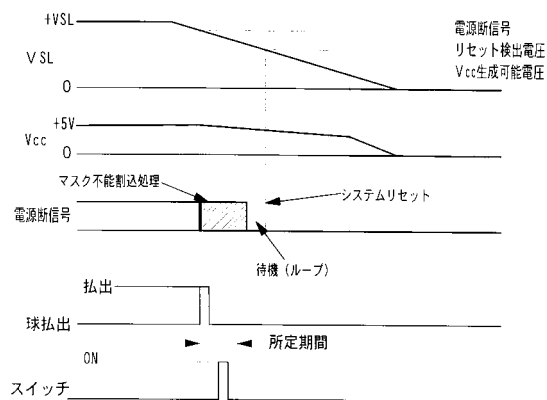 +VSL
VSL
0
電源断信号
リセット検出電圧
Vcc生成可能電圧
+5V
Vcc
0
マスク不能割込処理
システムリセット
電源断信号
待機(ループ)
払出
球払出
所定期間
ON
スイッチ